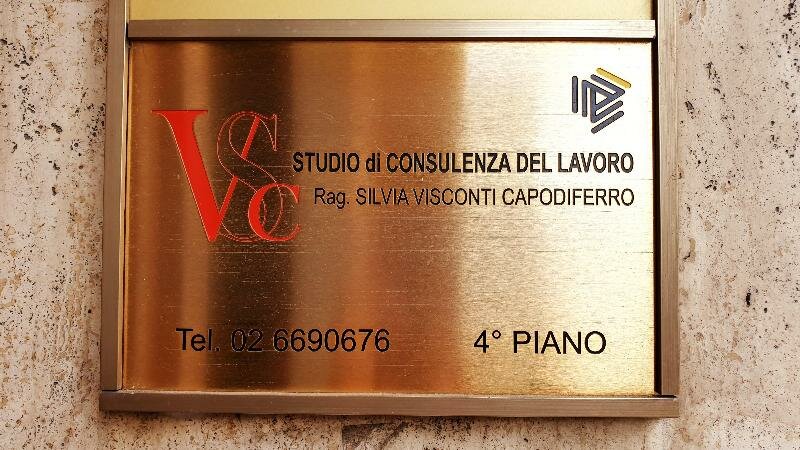 VSC
STUDIO di CONSULENZA DEL LAVORO
Rag. SILVIA VISCONTI CAPODIFERRO
Tel. 02 6690676
4° PIANO